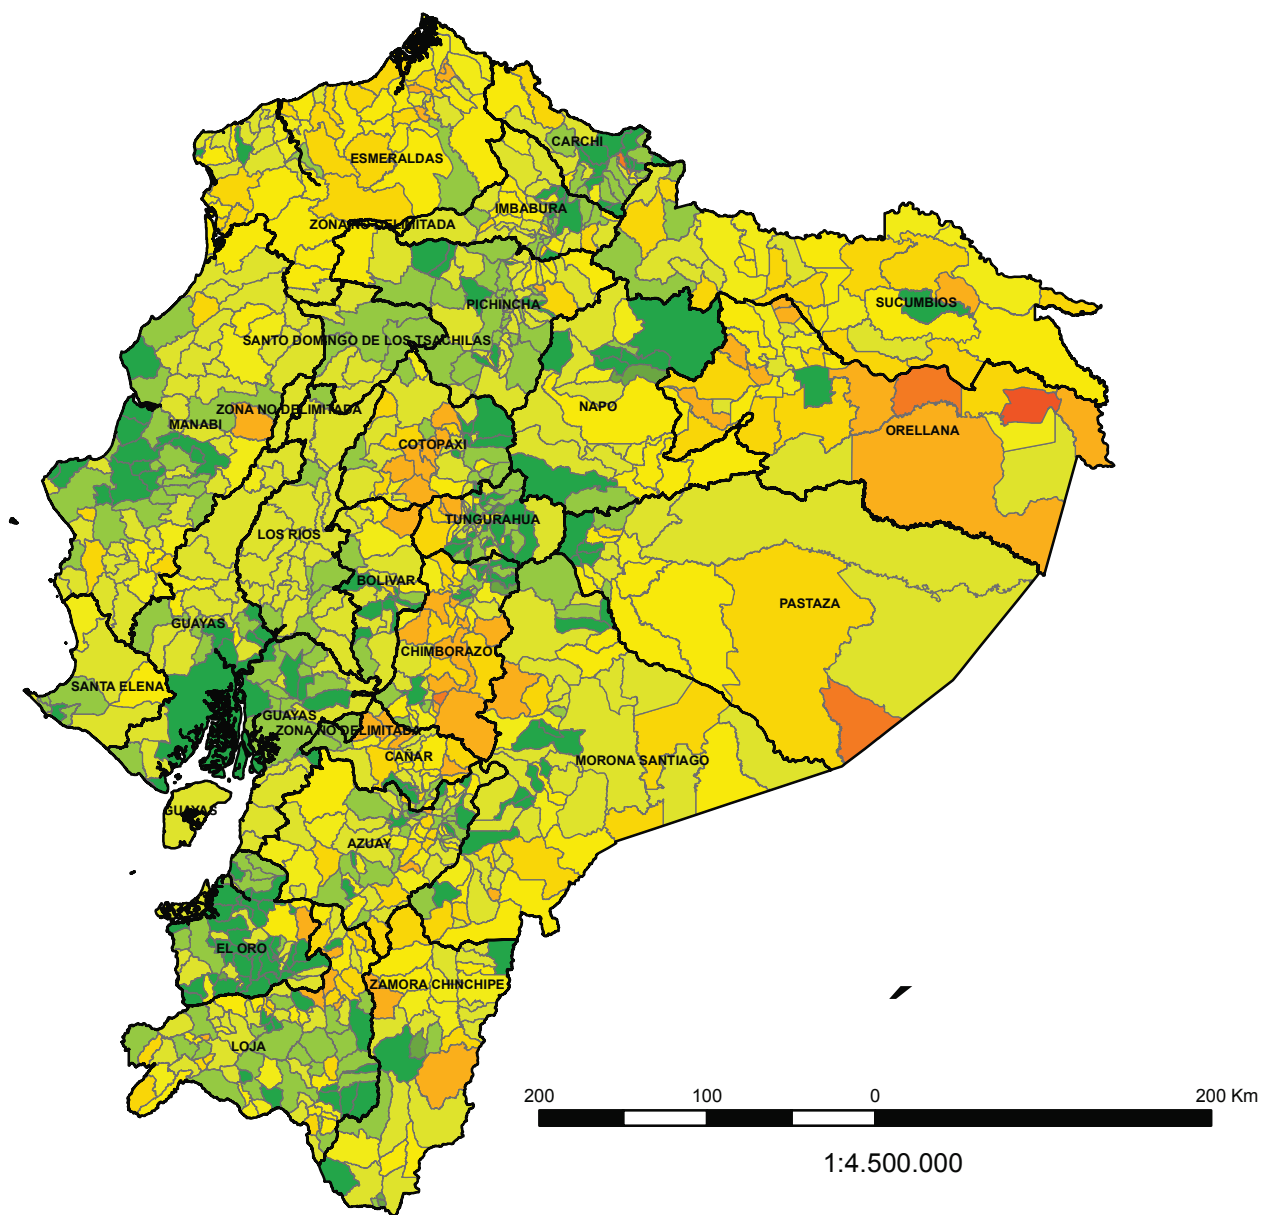 CARCHI
ESMERALDAS
IMBABURA
ZONA NO DELIMITADA
PICHINCHA
SUCUMBIOS
SANTO DOMINGO DE LOS TSACHILAS
NAPO
ZONA NO DELIMITADA
MANABI
ORELLANA
COTOPAXI
TUNGURAHUA
LOS RIOS
BOLIVAR
PASTAZA
GUAYAS
CHIMBORAZO
SANTA ELENA
GUAYAS
ZONA NO DELIMITADA
CAÑAR
MORONA SANTIAGO
GUAYAS
AZUAY
EL ORO
ZAMORA CHINCHIPE
LOJA
200 100 0 200 Km
1:4.500.000